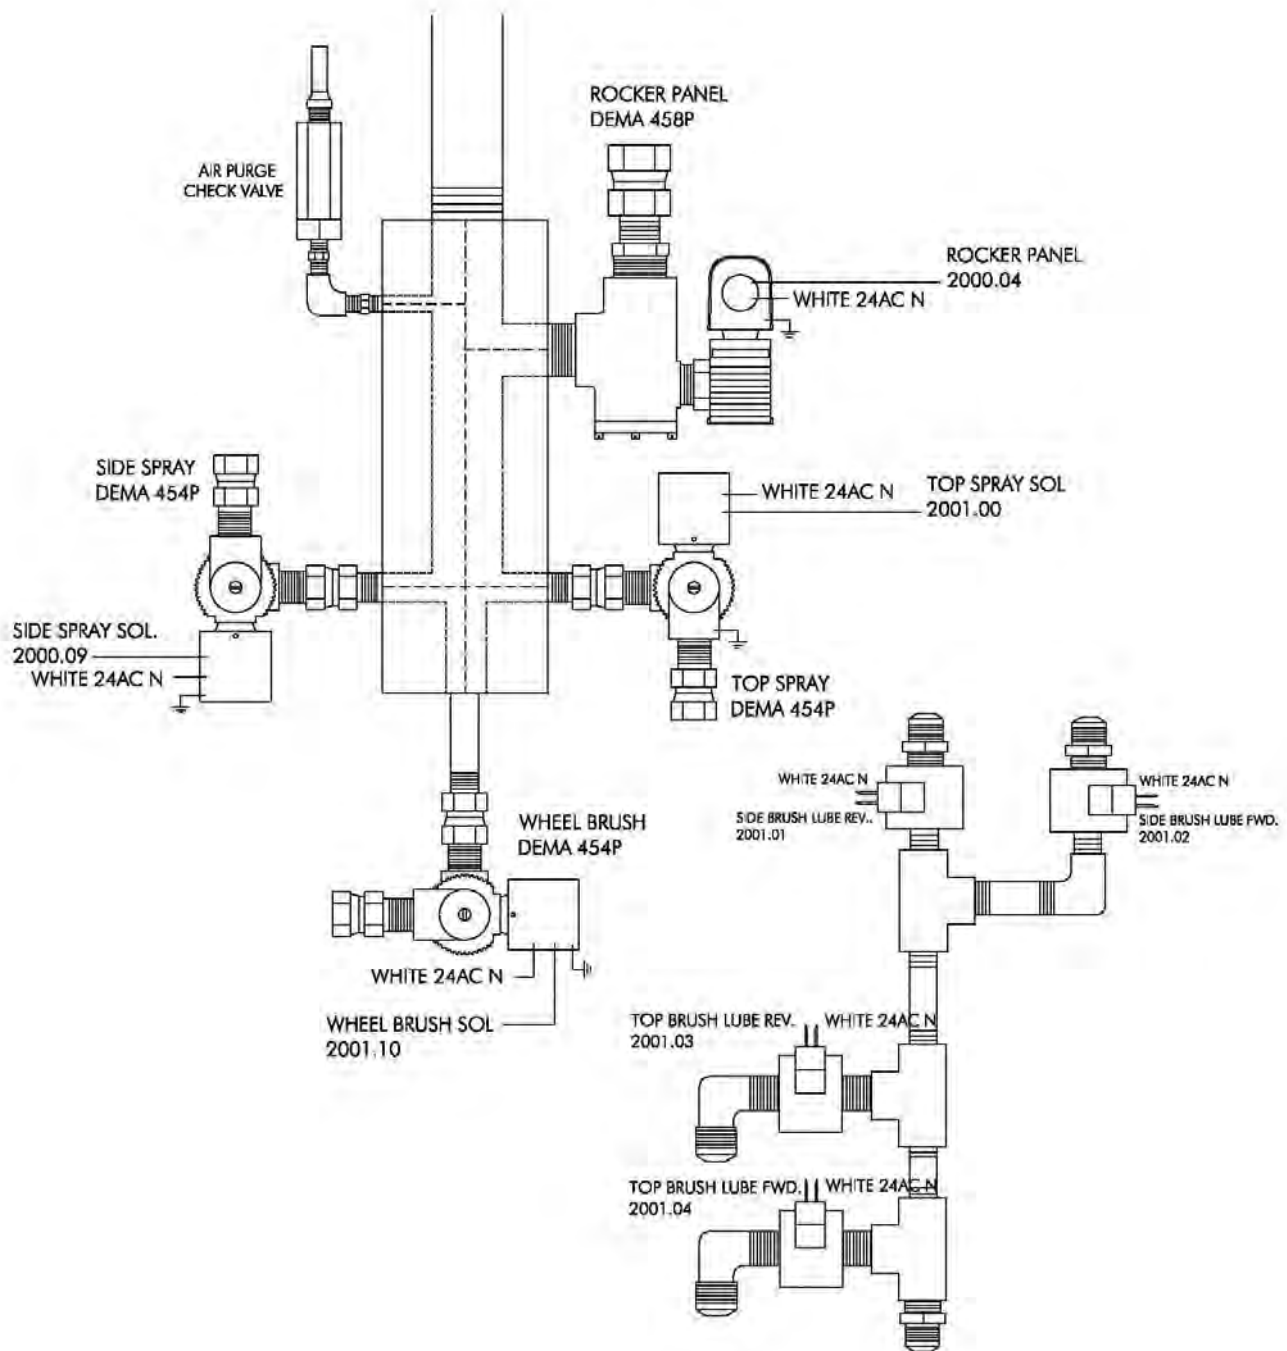 ROCKER PANEL
DEMA 458P
AIR PURGE
CHECK VALVE
ROCKER PANEL
2000.04
WHITE 24AC N
SIDE SPRAY
DEMA 454P
WHITE 24AC N
TOP SPRAY SOL
2001.00
SIDE SPRAY SOL.
2000.09
WHITE 24AC N
TOP SPRAY
DEMA 454P
WHITE 24AC N
SIDE BRUSH LUBE REV..
2001.01
WHITE 24AC N
SIDE BRUSH LUBE FWD.
2001.02
WHEEL BRUSH
DEMA 454P
WHITE 24AC N
WHEEL BRUSH SOL
2001.10
TOP BRUSH LUBE REV.
2001.03
WHITE 24AC N
TOP BRUSH LUBE FWD.
2001.04
WHITE 24AC N